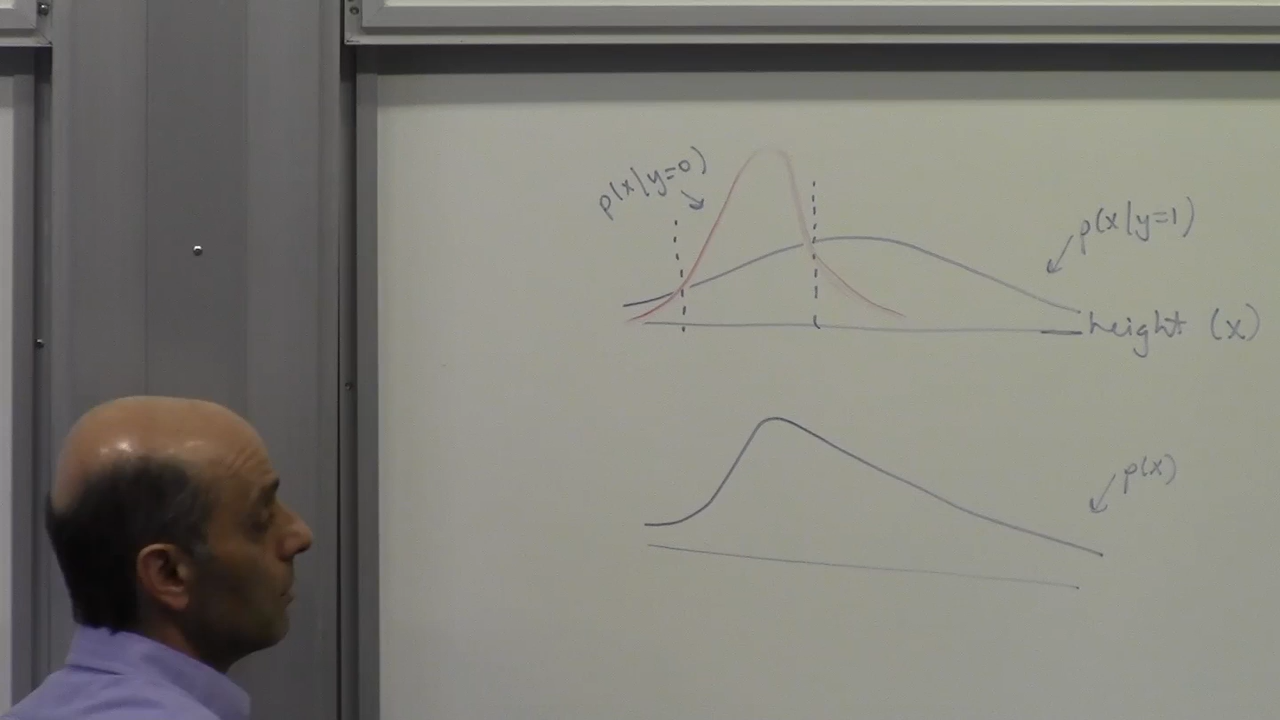 p(x|y=0)
p(x|y=1)
height (x)
p(x)